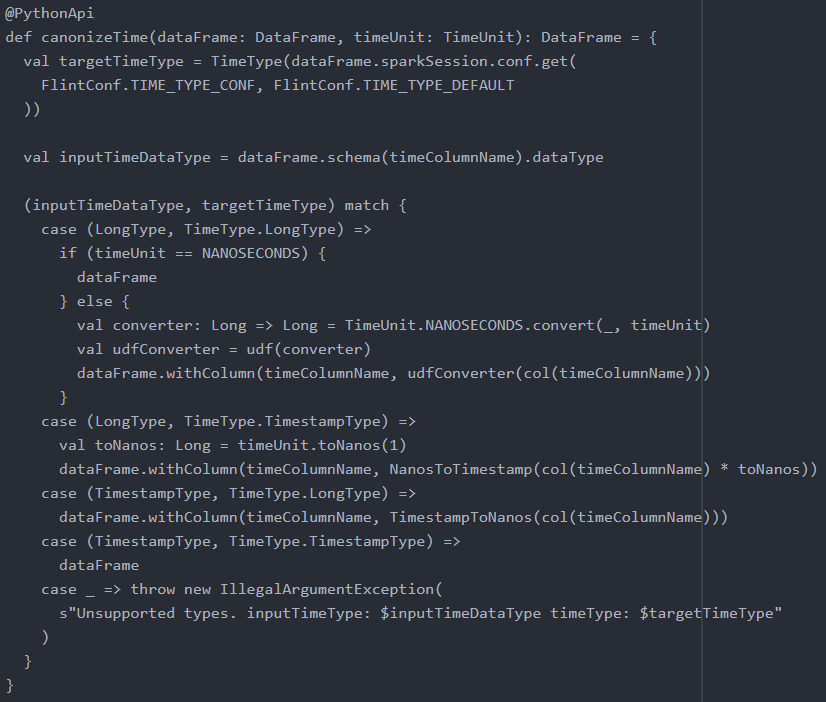 @PythonApi
def canonizeTime(dataFrame: DataFrame, timeUnit: TimeUnit): DataFrame = {
  val targetTimeType = TimeType(dataFrame.sparkSession.conf.get(
    FlintConf.TIME_TYPE_CONF, FlintConf.TIME_TYPE_DEFAULT
  ))

  val inputTimeDataType = dataFrame.schema(timeColumnName).dataType

  (inputTimeDataType, targetTimeType) match {
    case (LongType, TimeType.LongType) =>
      if (timeUnit == NANOSECONDS) {
        dataFrame
      } else {
        val converter: Long => Long = TimeUnit.NANOSECONDS.convert(_, timeUnit)
        val udfConverter = udf(converter)
        dataFrame.withColumn(timeColumnName, udfConverter(col(timeColumnName)))
      }
    case (LongType, TimeType.TimestampType) =>
      val toNanos: Long = timeUnit.toNanos(1)
      dataFrame.withColumn(timeColumnName, NanosToTimestamp(col(timeColumnName) * toNanos))
    case (TimestampType, TimeType.LongType) =>
      dataFrame.withColumn(timeColumnName, TimestampToNanos(col(timeColumnName)))
    case (TimestampType, TimeType.TimestampType) =>
      dataFrame
    case _ => throw new IllegalArgumentException(
      s"Unsupported types. inputTimeType: $inputTimeDataType timeType: $targetTimeType"
    )
  }
}